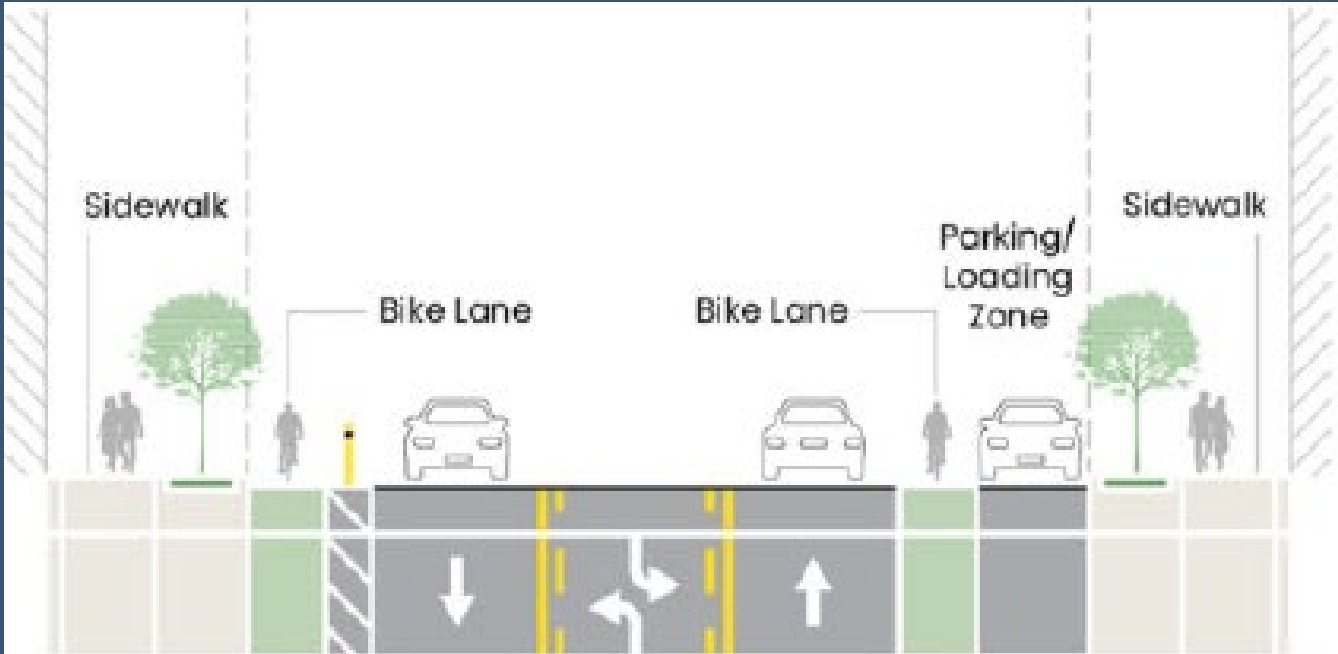 Sidewalk
Bike Lane
Bike Lane
Parking/
Loading
Zone
Sidewalk